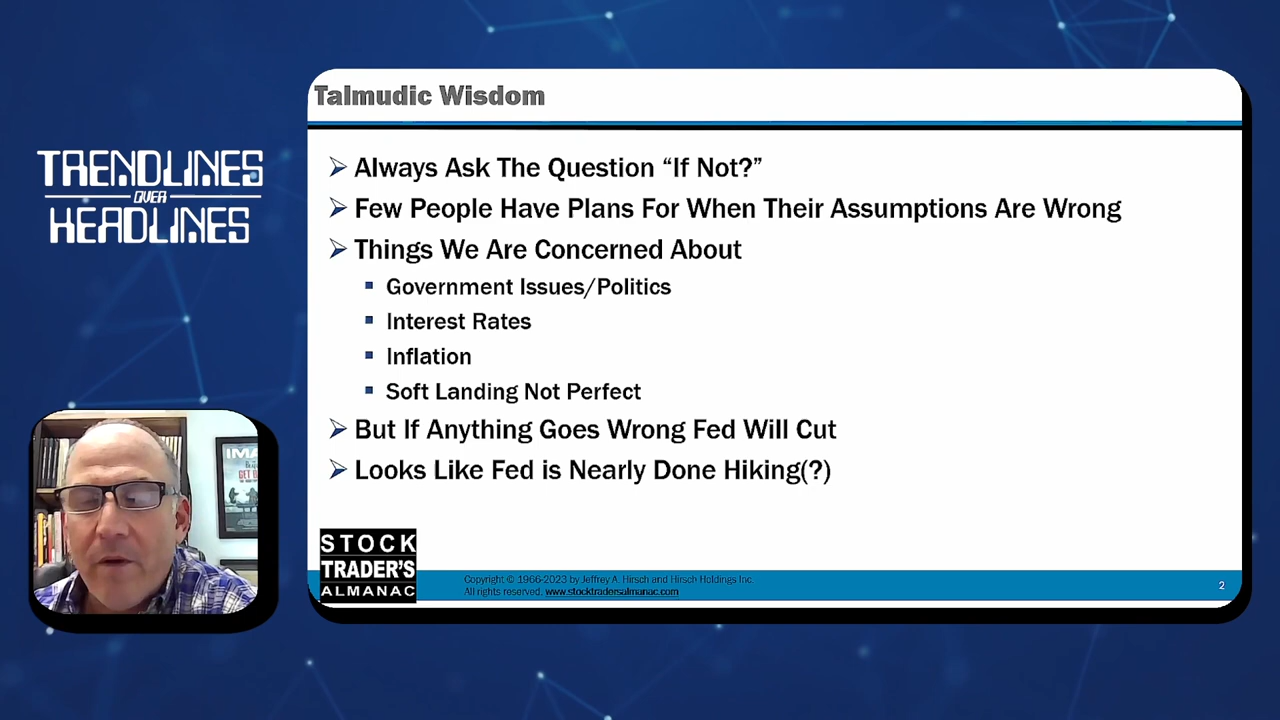 TRENDLINES
OVER
HEADLINES
Talmudic Wisdom
Always Ask The Question “If Not?”
Few People Have Plans For When Their Assumptions Are Wrong
Things We Are Concerned About
Government Issues/Politics
Interest Rates
Inflation
Soft Landing Not Perfect
But If Anything Goes Wrong Fed Will Cut
Looks Like Fed is Nearly Done Hiking(?)
STOCK
TRADER'S
ALMANAC
Copyright © 1966-2023 by Jeffrey A. Hirsch and Hirsch Holdings Inc.
All rights reserved. www.stocktradersalmanac.com
2
IMA
GET